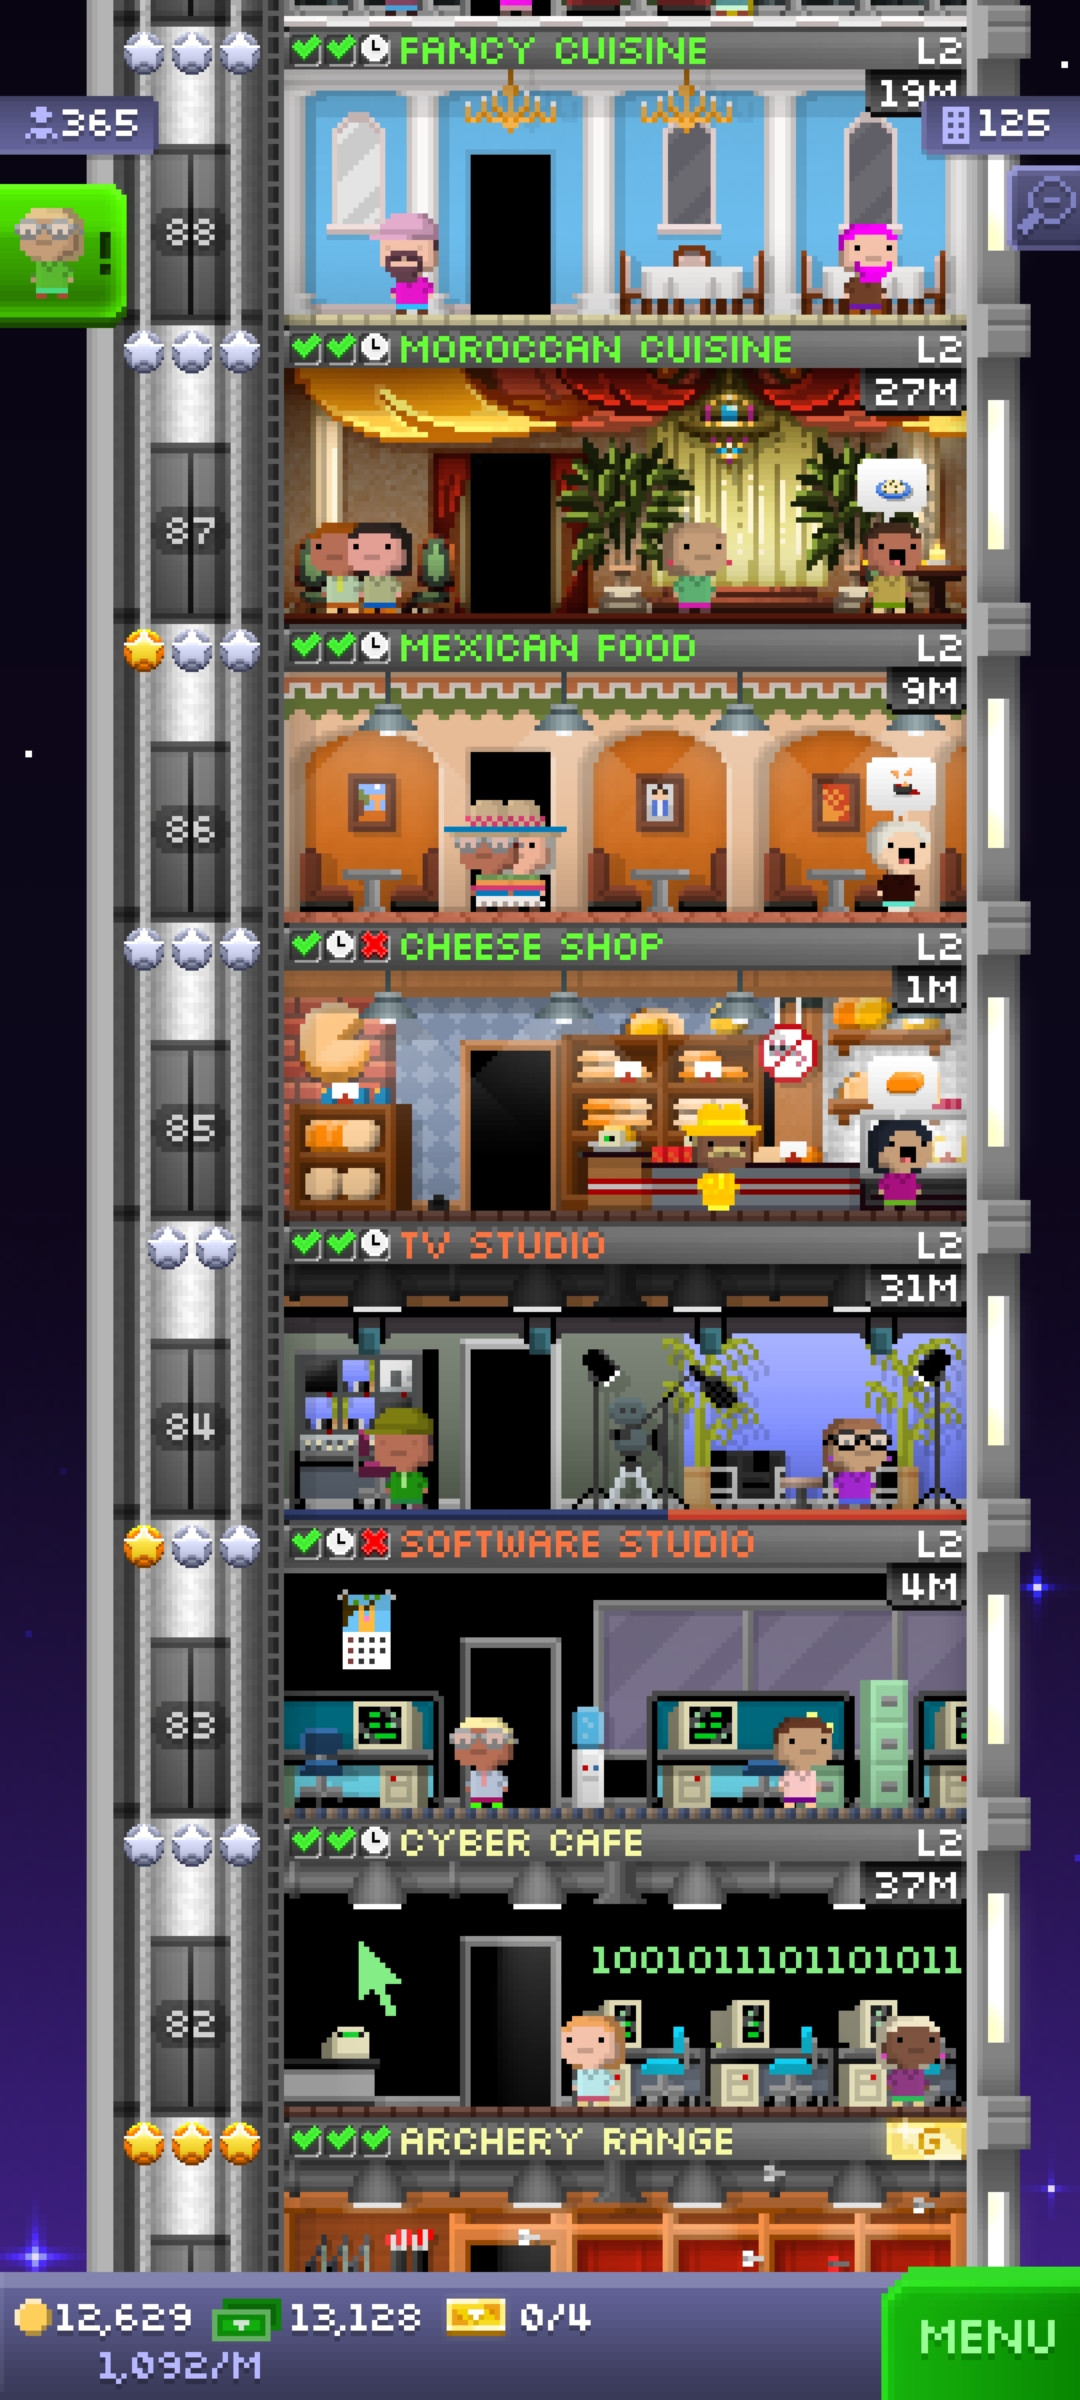 FANCY CUISINE L2
19M
365
125
88
!
MOROCCAN CUISINE L2
27M
87
MEXICAN FOOD L2
9M
86
CHEESE SHOP L2
1M
85
TV STUDIO L2
31M
84
SOFTWARE STUDIO L2
4M
83
CYBER CAFE L2
37M
1001011101101011
82
ARCHERY RANGE G
12,629 13,128 0/4
1,092/M
MENU